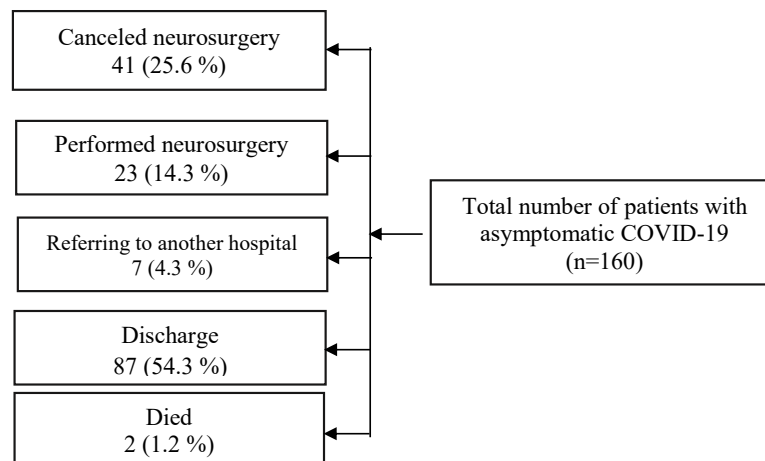 Canceled neurosurgery
41 (25.6 %)
Performed neurosurgery
23 (14.3 %)
Referring to another hospital
7 (4.3 %)
Discharge
87 (54.3 %)
Died
2 (1.2 %)
Total number of patients with
asymptomatic COVID-19
(n=160)